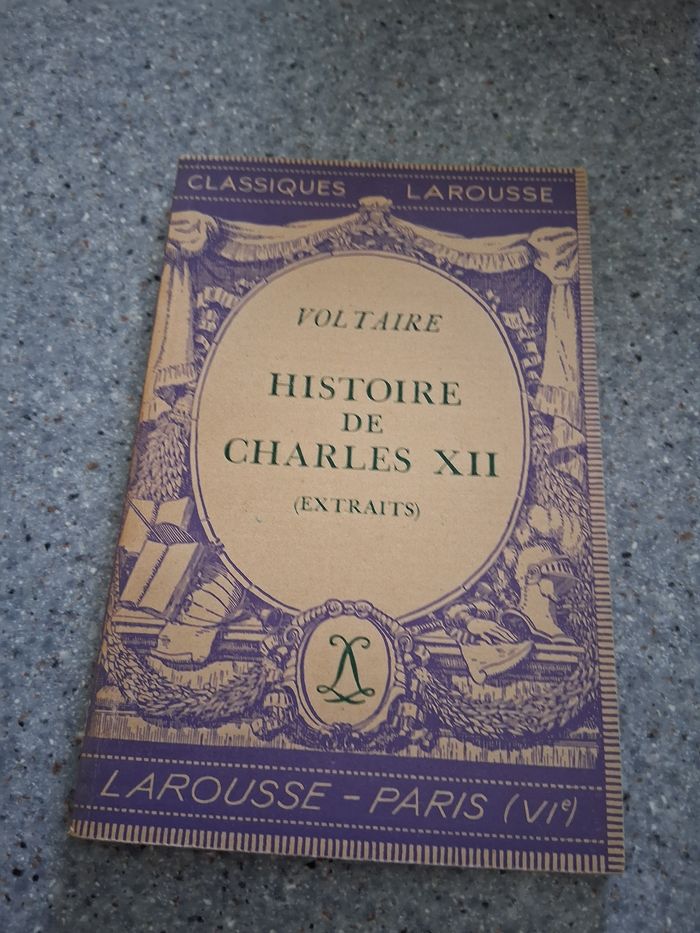 CLASSIQUES LAROUSSE
VOLTAIRE
HISTOIRE
DE
CHARLES XII
(EXTRAITS)
LAROUSSE – PARIS (VIe)